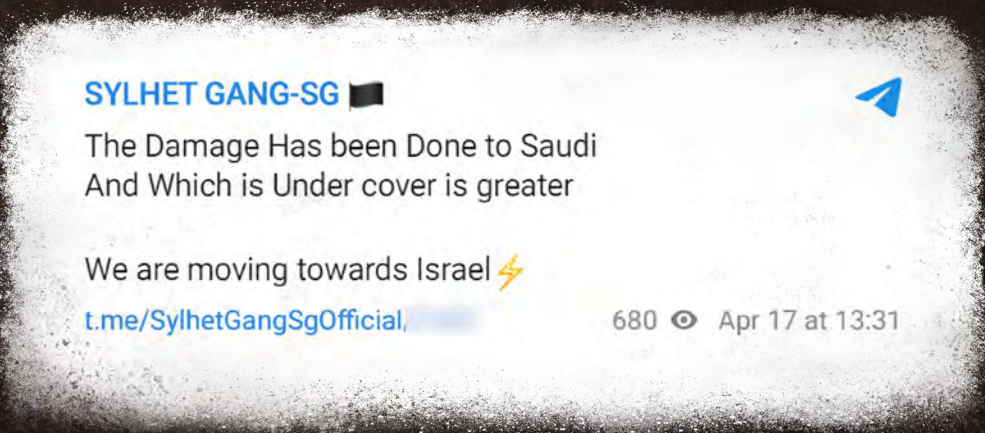 SYLHET GANG-SG 🏴
The Damage Has been Done to Saudi
And Which is Under cover is greater
We are moving towards Israel⚡
t.me/SylhetGangSgOfficial/
680 Apr 17 at 13:31